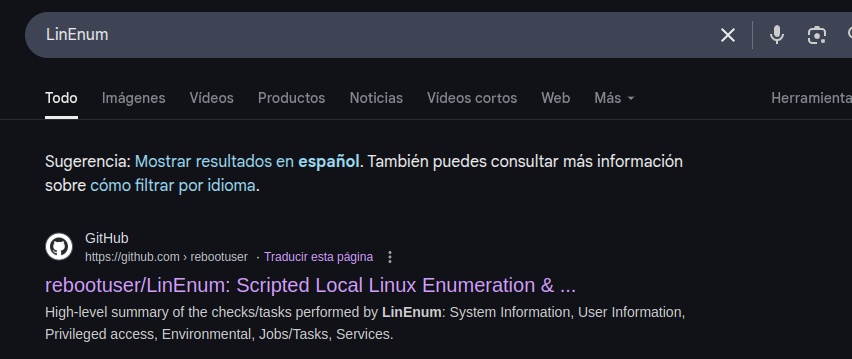 LinEnum
Todo Imágenes Vídeos Productos Noticias Vídeos cortos Web Más Herramienta
Sugerencia: Mostrar resultados en español. También puedes consultar más información
sobre cómo filtrar por idioma.
GitHub
https://github.com › rebootuser · Traducir esta página
rebootuser/LinEnum: Scripted Local Linux Enumeration & ...
High-level summary of the checks/tasks performed by LinEnum: System Information, User Information,
Privileged access, Environmental, Jobs/Tasks, Services.